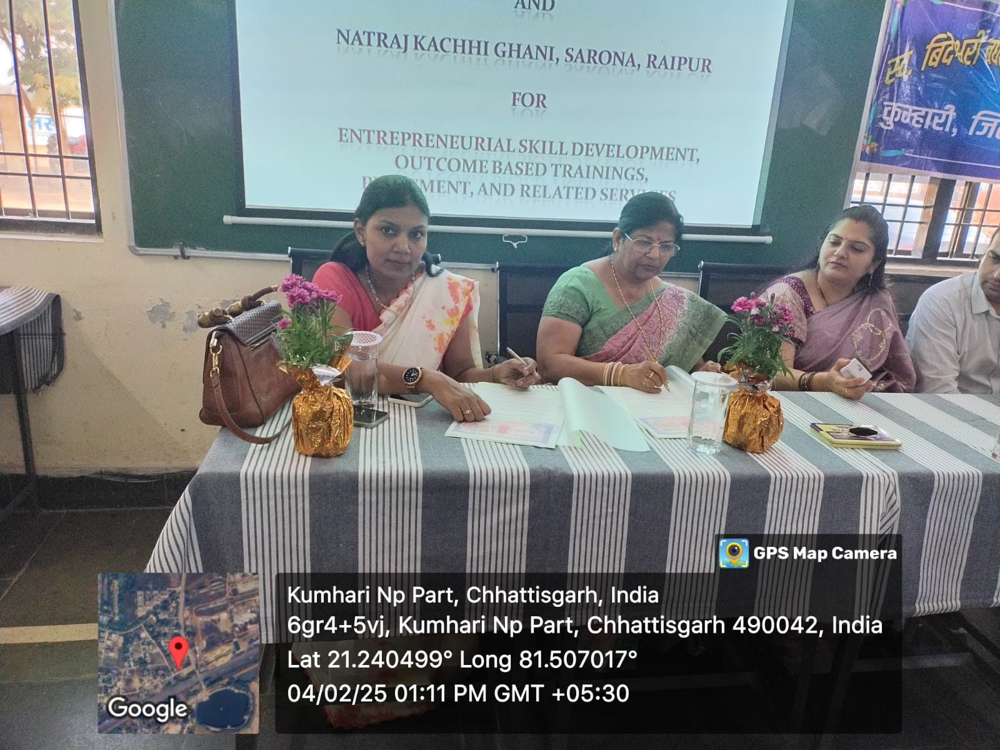 AND
NATRAJ KACHHI GHANI, SARONA, RAIPUR
FOR
ENTREPRENEURIAL SKILL DEVELOPMENT,
OUTCOME BASED TRAININGS,
AND RELATED SERVICES
स्व. बिंदेश्वरी
कुम्हारी,
GPS Map Camera
Kumhari Np Part, Chhattisgarh, India
6gr4+5vj, Kumhari Np Part, Chhattisgarh 490042, India
Lat 21.240499° Long 81.507017°
04/02/25 01:11 PM GMT +05:30
Google